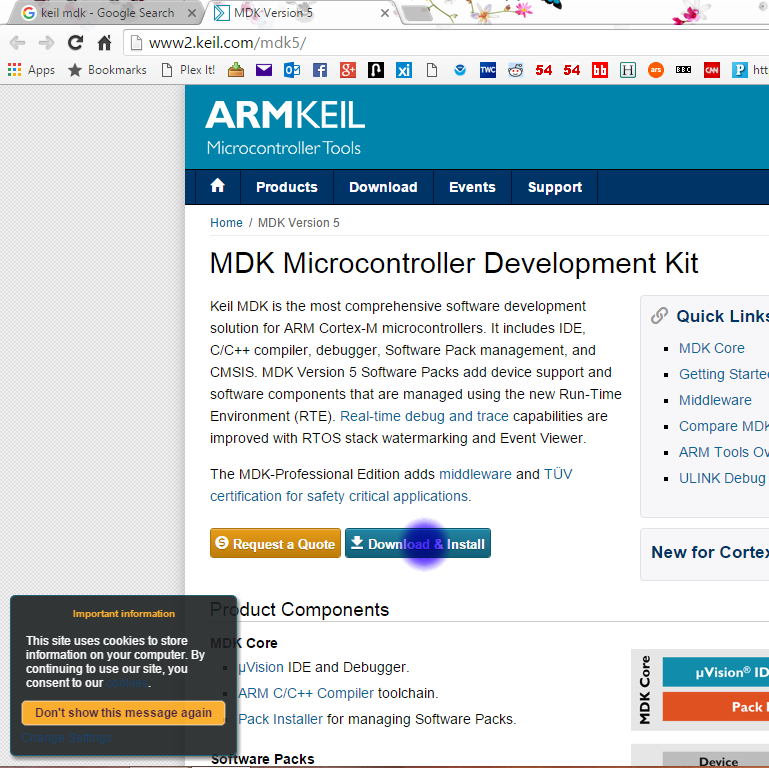 keil mdk - Google Search
MDK Version 5
www2.keil.com/mdk5/
Apps
Bookmarks
Plex It!
TWC
54
54
bb
H
ars
BBC
CNN
P
ARMKEIL
Microcontroller Tools
Products
Download
Events
Support
Home / MDK Version 5
MDK Microcontroller Development Kit
Keil MDK is the most comprehensive software development
solution for ARM Cortex-M microcontrollers. It includes IDE,
C/C++ compiler, debugger, Software Pack management, and
CMSIS. MDK Version 5 Software Packs add device support and
software components that are managed using the new Run-Time
Environment (RTE). Real-time debug and trace capabilities are
improved with RTOS stack watermarking and Event Viewer.
The MDK-Professional Edition adds middleware and TÜV
certification for safety critical applications.
Request a Quote
Download & Install
Quick Links
MDK Core
Getting Starte
Middleware
Compare MDK
ARM Tools Ov
ULINK Debug
New for Cortex
Product Components
MDK Core
µVision IDE and Debugger.
ARM C/C++ Compiler toolchain.
Pack Installer for managing Software Packs.
Software Packs
MDK Core
µVision® ID
Pack
Device
Important information
This site uses cookies to store
information on your computer. By
continuing to use our site, you
consent to our cookies.
Don't show this message again
Change Settings